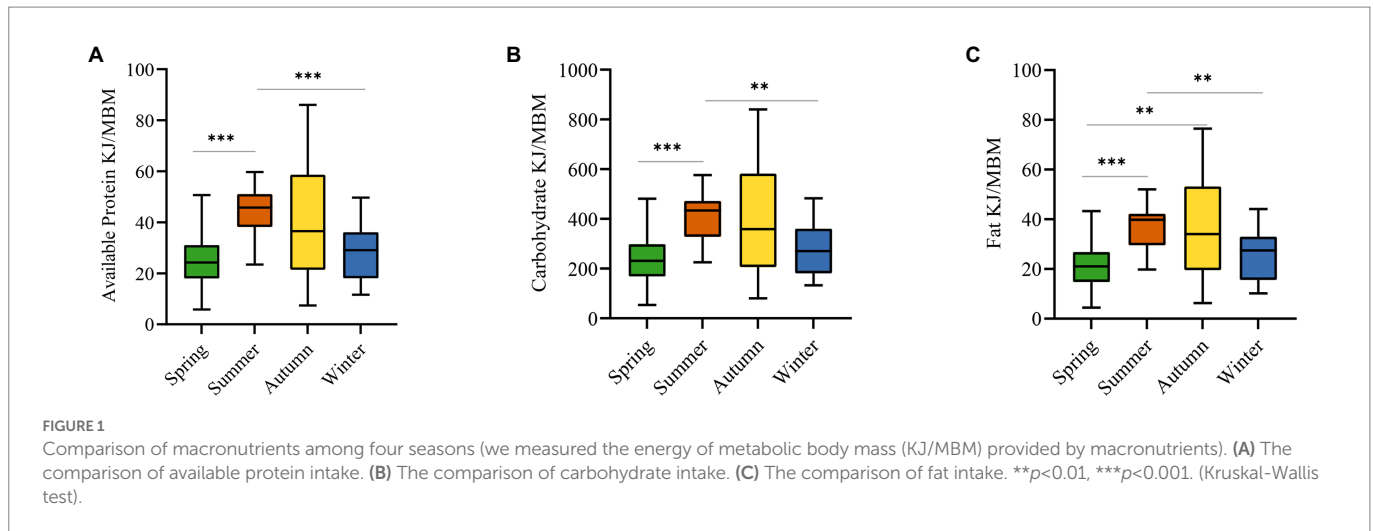 A
Available Protein KJ/MBM
100
80
60
40
20
0
***
***
Spring
Summer
Autumn
Winter
B
Carbohydrate KJ/MBM
1000
800
600
400
200
0
***
**
Spring
Summer
Autumn
Winter
C
Fat KJ/MBM
100
80
60
40
20
0
***
**
**
Spring
Summer
Autumn
Winter
FIGURE 1
Comparison of macronutrients among four seasons (we measured the energy of metabolic body mass (KJ/MBM) provided by macronutrients). (A) The
comparison of available protein intake. (B) The comparison of carbohydrate intake. (C) The comparison of fat intake. **p<0.01, ***p<0.001. (Kruskal-Wallis
test).